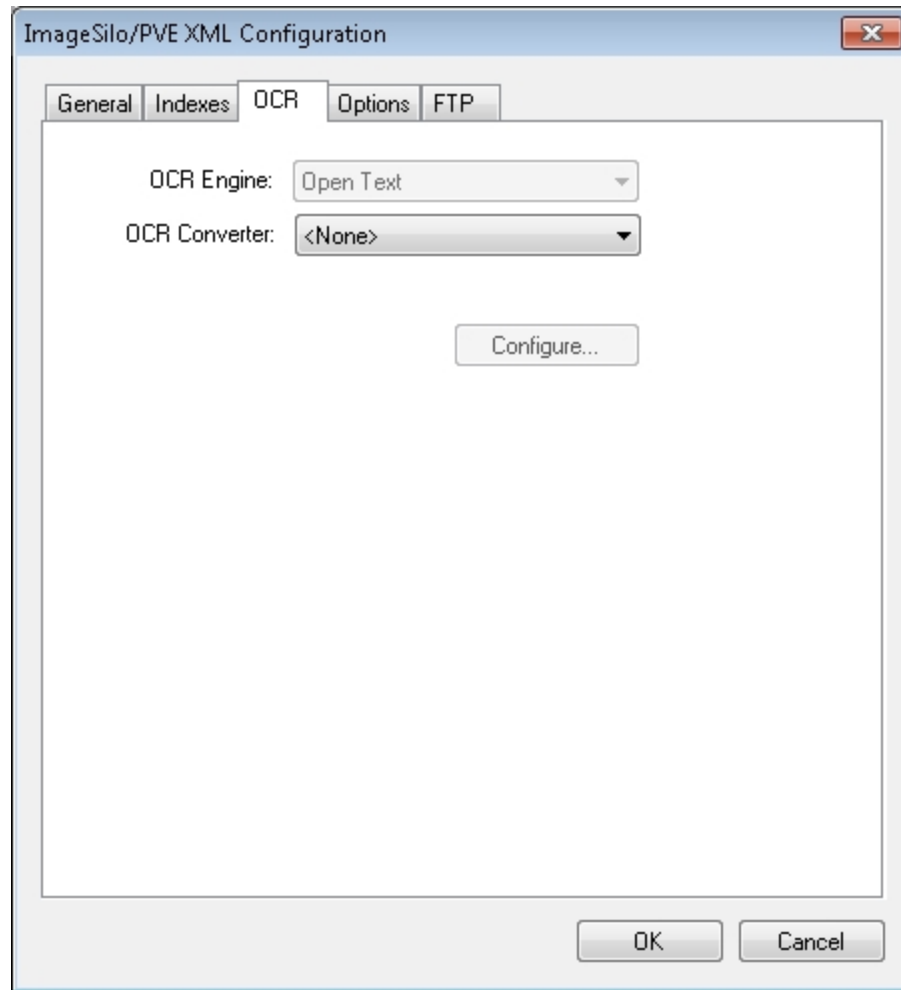 ImageSilo/PVE XML Configuration
General Indexes OCR Options FTP
OCR Engine: Open Text
OCR Converter: <None>
Configure...
OK Cancel